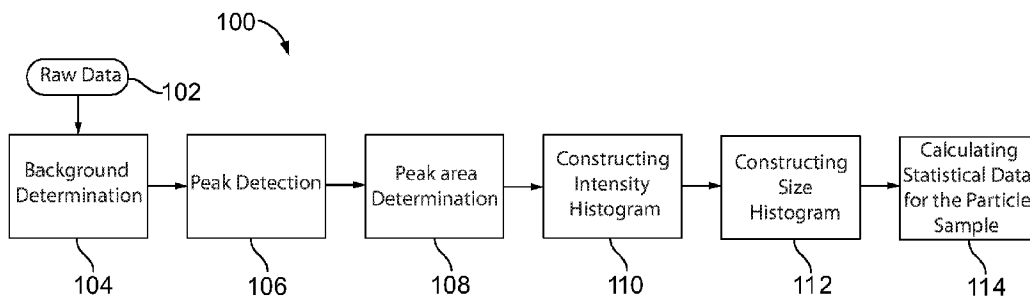 100
Raw Data
102
Background
Determination
Peak Detection
Peak area
Determination
Constructing
Intensity
Histogram
Constructing
Size
Histogram
Calculating
Statistical Data
for the Particle
Sample
104
106
108
110
112
114